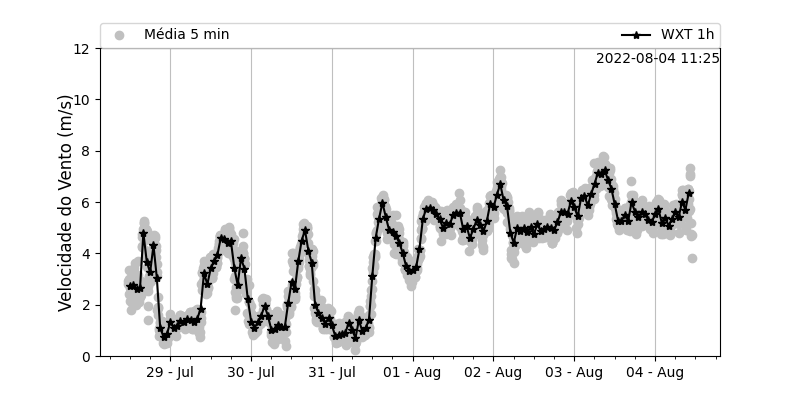 Média 5 min
WXT 1h
2022-08-04 11:25
Velocidade do Vento (m/s)
12
10
8
6
4
2
0
29 - Jul
30 - Jul
31 - Jul
01 - Aug
02 - Aug
03 - Aug
04 - Aug